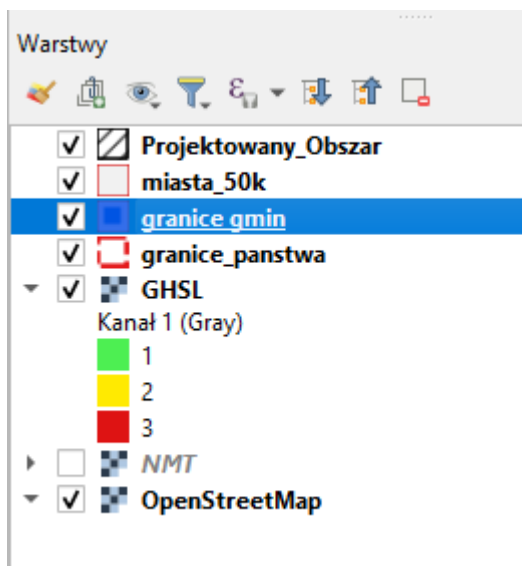 Warstwy
Projektowany_Obszar
miasta_50k
granice gmin
granice_panstwa
GHSL
Kanał 1 (Gray)
1
2
3
NMT
OpenStreetMap